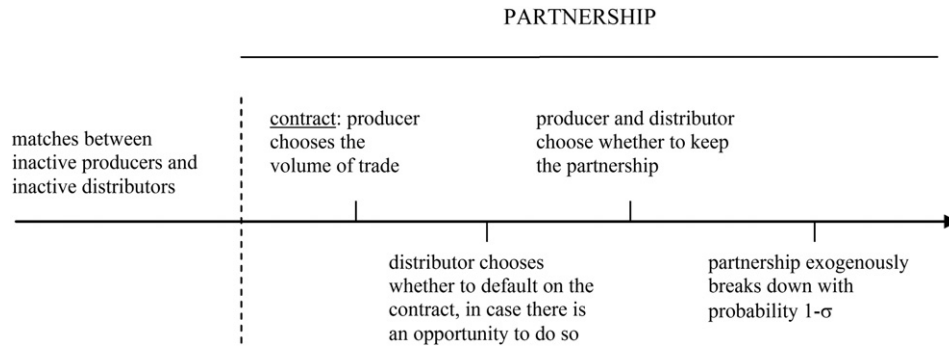 PARTNERSHIP
matches between
inactive producers and
inactive distributors
contract: producer
chooses the
volume of trade
distributor chooses
whether to default on the
contract, in case there is
an opportunity to do so
producer and distributor
choose whether to keep
the partnership
partnership exogenously
breaks down with
probability 1-σ